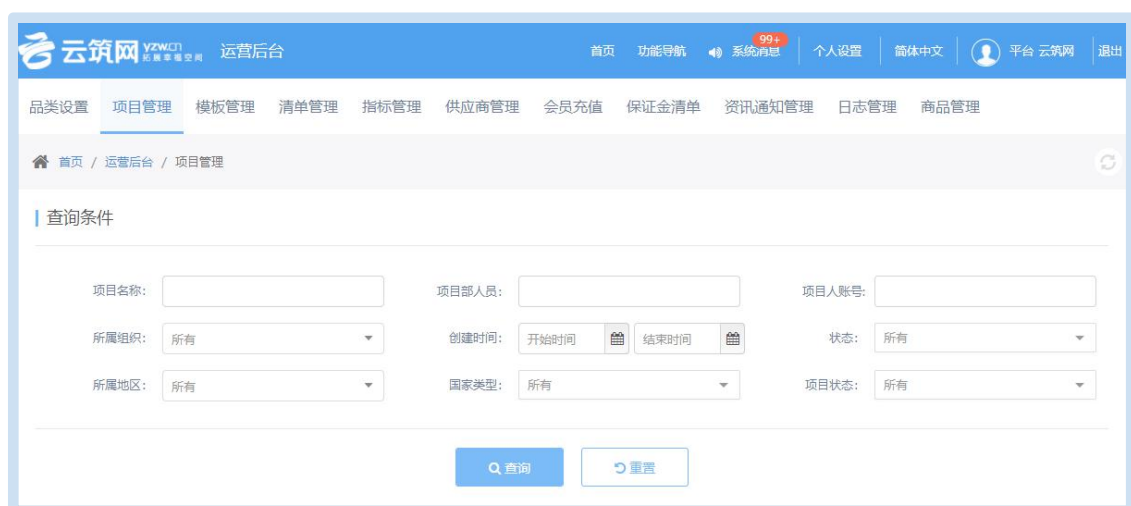 云筑网 yzw.cn 拓展幸福空间 运营后台 首页 功能导航 系统消息 99+ 个人设置 简体中文 平台 云筑网 退出
品类设置 项目管理 模板管理 清单管理 指标管理 供应商管理 会员充值 保证金清单 资讯通知管理 日志管理 商品管理
首页 / 运营后台 / 项目管理
查询条件
项目名称: 项目部人员: 项目人账号:
所属组织: 所有 创建时间: 开始时间 结束时间 状态: 所有
所属地区: 所有 国家类型: 所有 项目状态: 所有
查询 重置